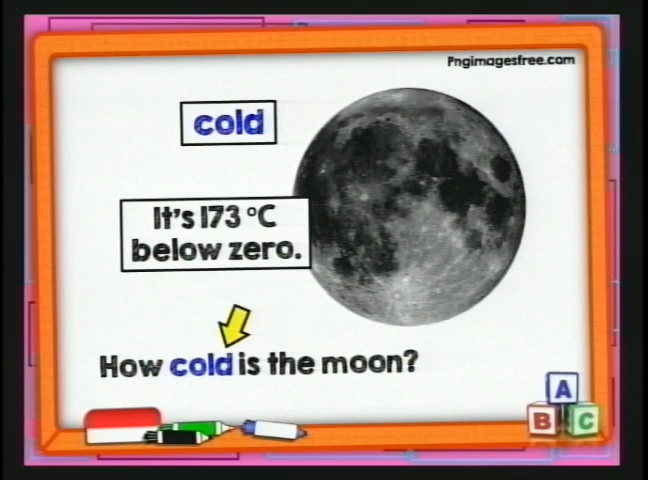 Pngimagesfree.com
cold
It's 173 °C
below zero.
How cold is the moon?
A
B C